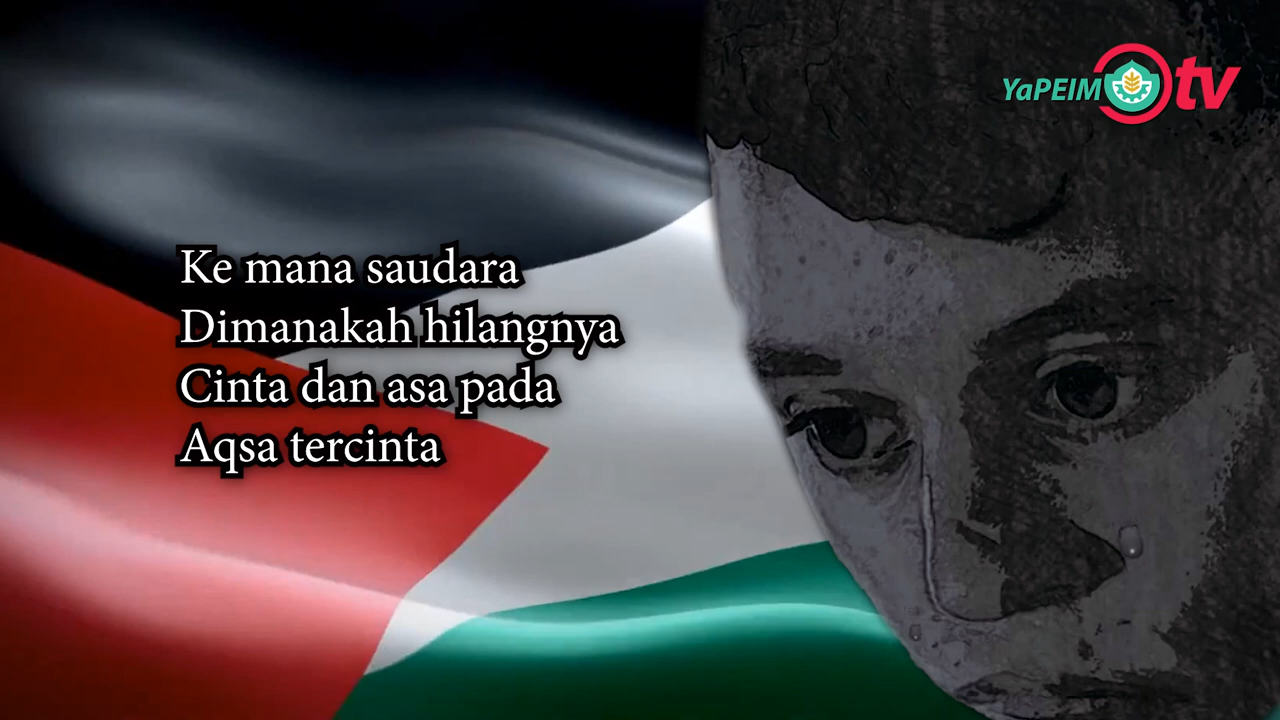 YaPEIM tv
Ke mana saudara
Dimanakah hilangnya
Cinta dan asa pada
Aqsa tercinta